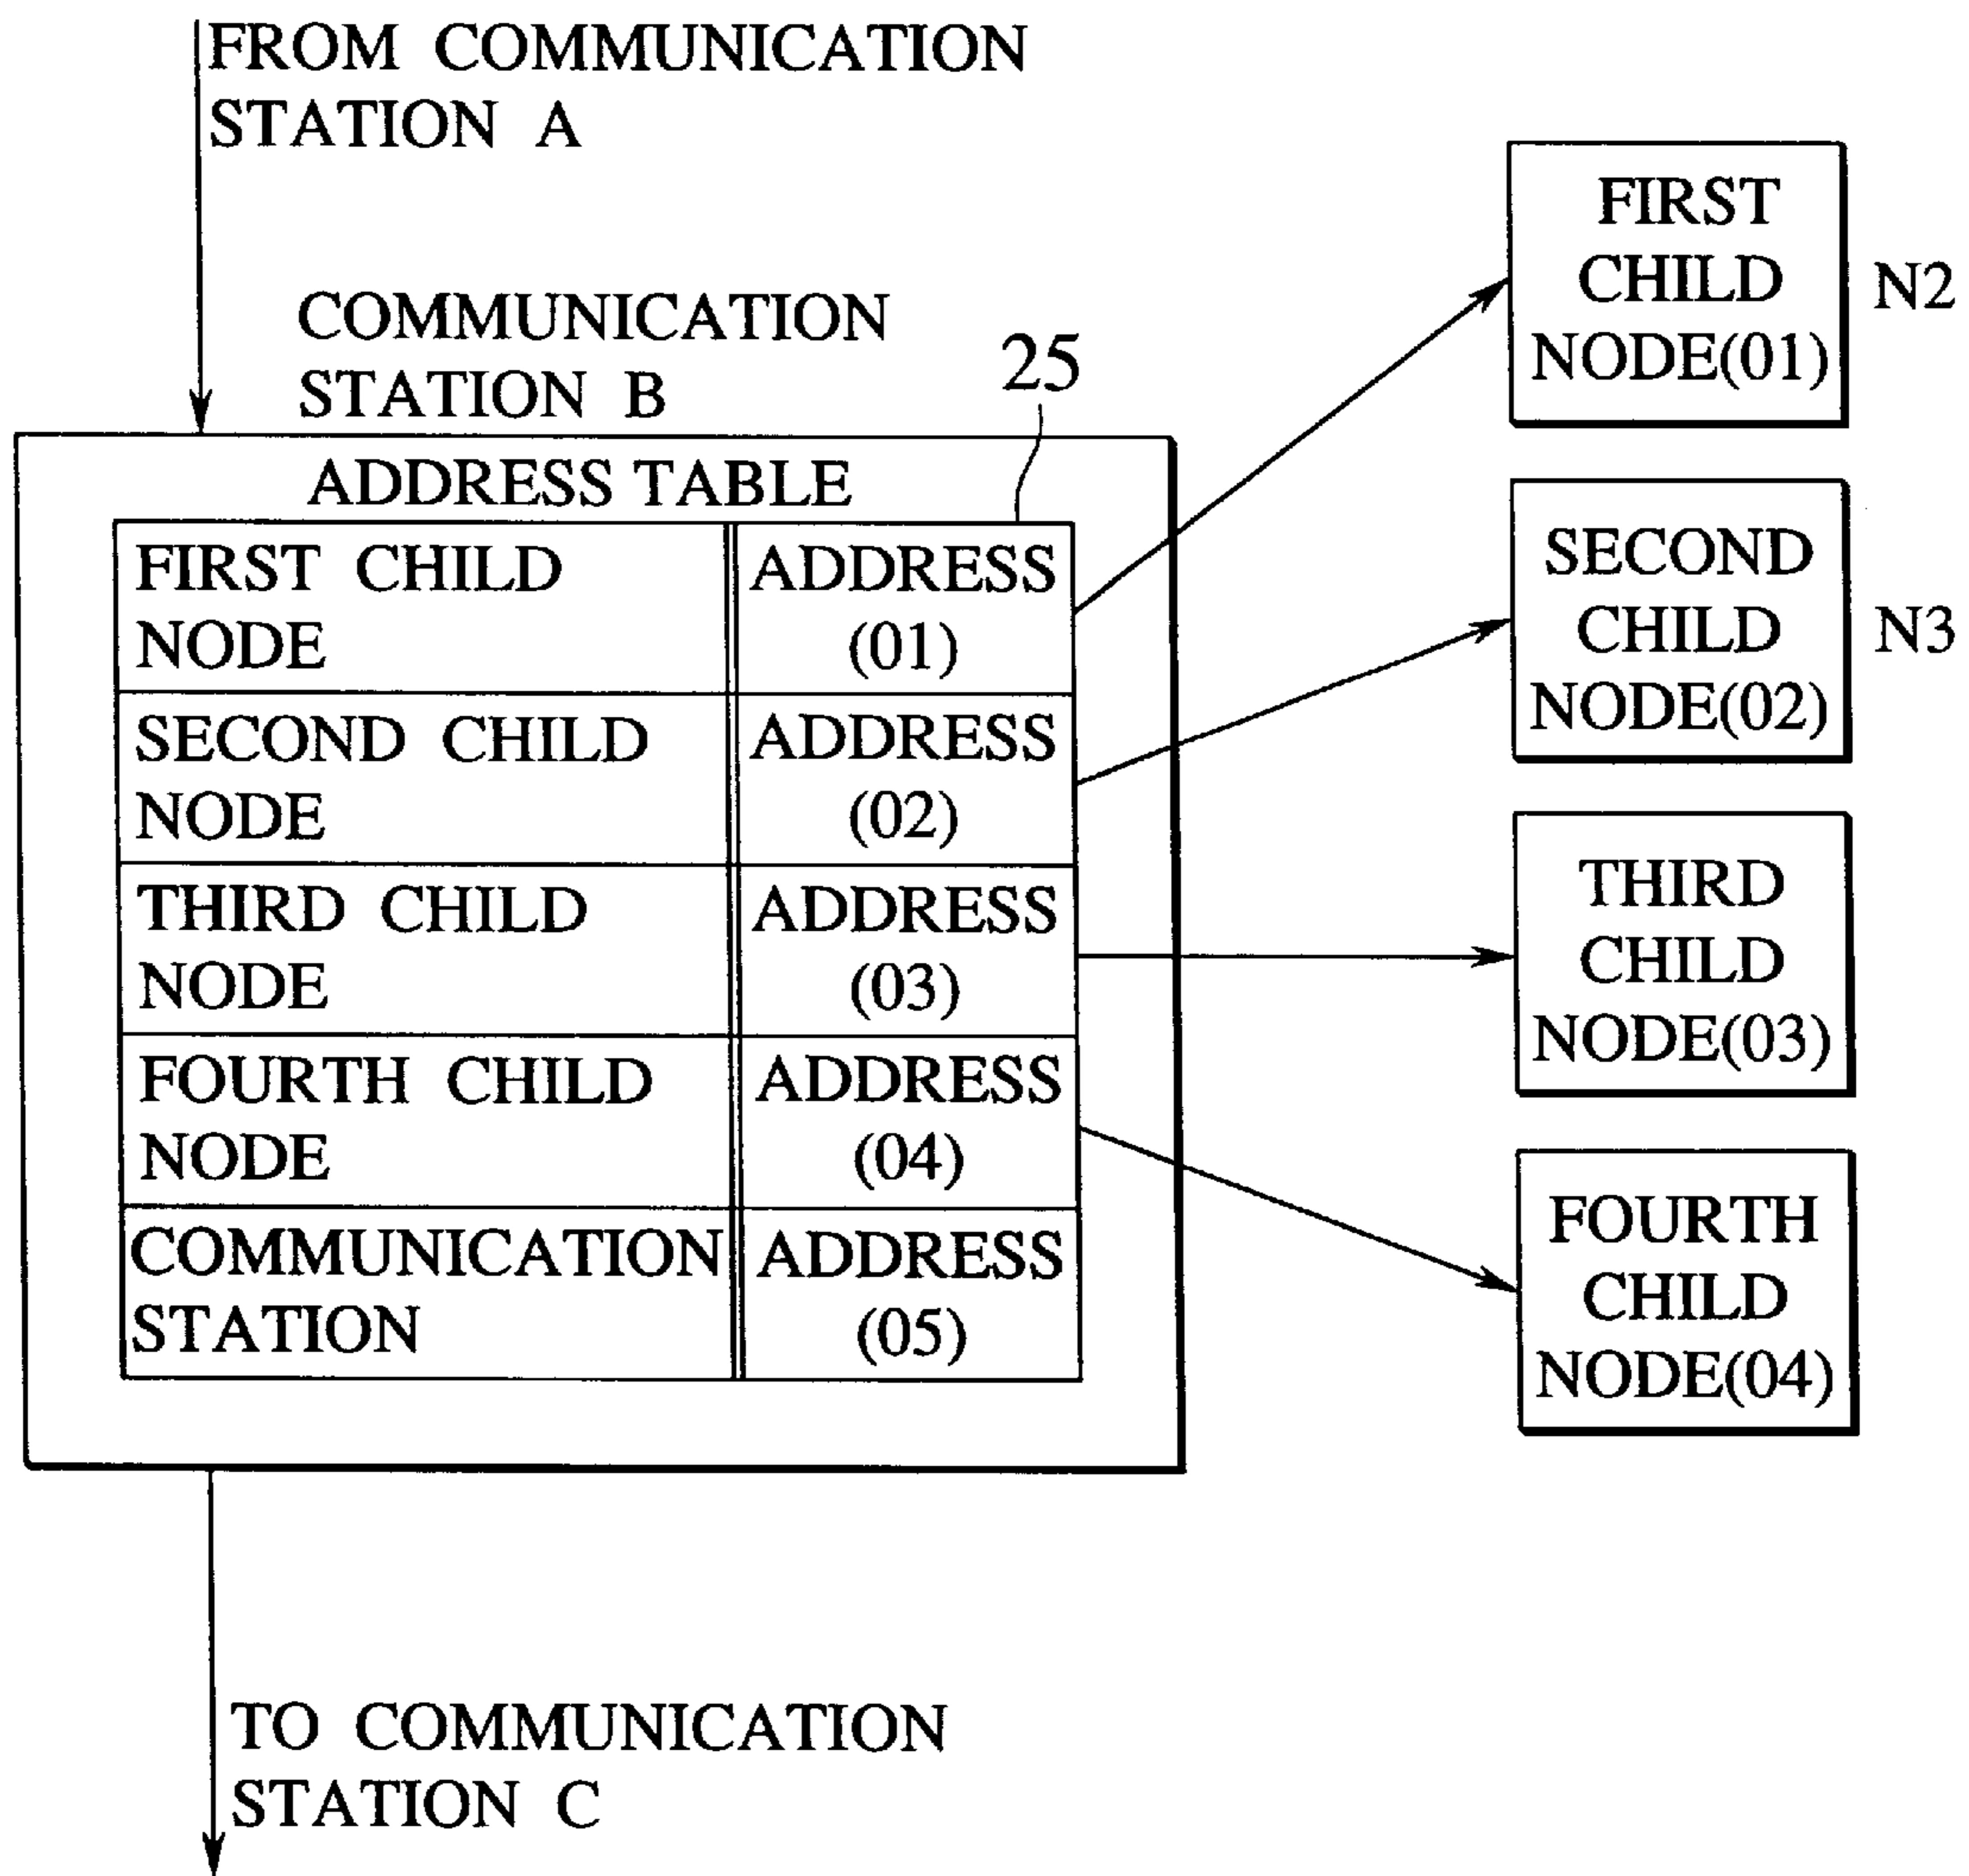 FROM COMMUNICATION
STATION A
COMMUNICATION
STATION B
25
ADDRESS TABLE
FIRST CHILD
NODE
ADDRESS
(01)
SECOND CHILD
NODE
ADDRESS
(02)
THIRD CHILD
NODE
ADDRESS
(03)
FOURTH CHILD
NODE
ADDRESS
(04)
COMMUNICATION
STATION
ADDRESS
(05)
FIRST
CHILD
NODE(01)
N2
SECOND
CHILD
NODE(02)
N3
THIRD
CHILD
NODE(03)
FOURTH
CHILD
NODE(04)
TO COMMUNICATION
STATION C